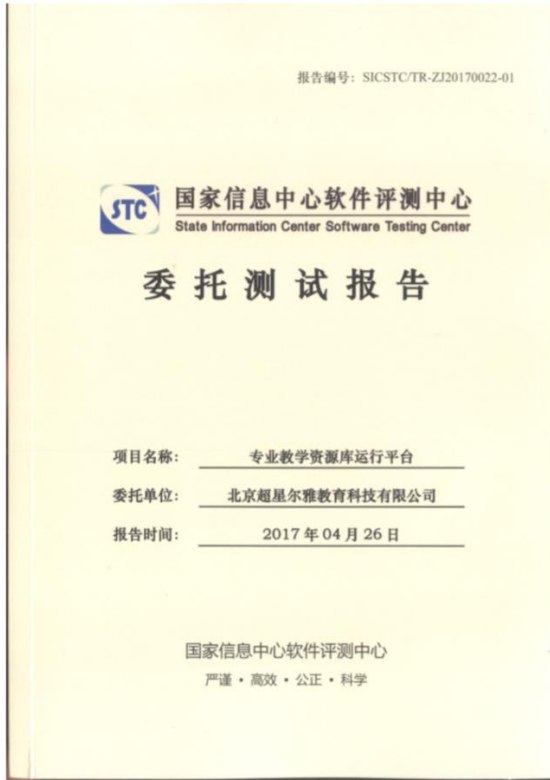 报告编号：SICSTC/TR-ZJ20170022-01
STC
国家信息中心软件评测中心
State Information Center Software Testing Center
委托测试报告
项目名称：专业教学资源库运行平台
委托单位：北京超星尔雅教育科技有限公司
报告时间：2017年04月26日
国家信息中心软件评测中心
严谨·高效·公正·科学